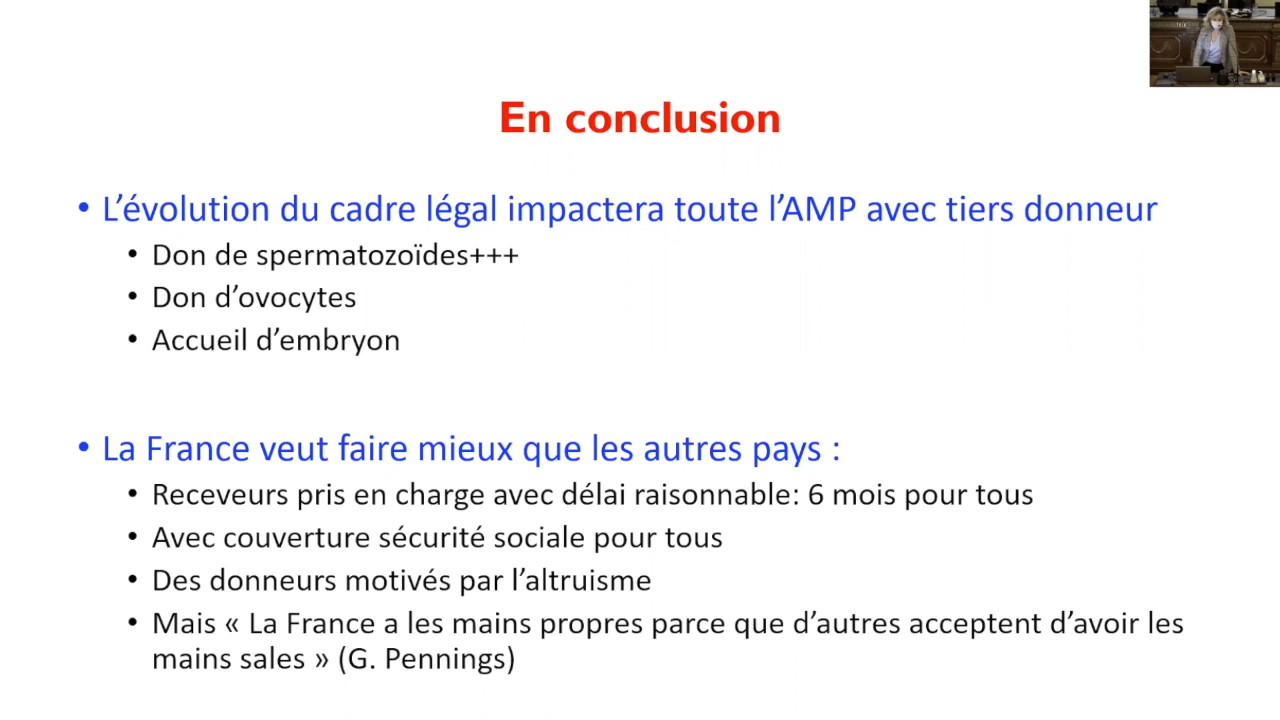 En conclusion
• L’évolution du cadre légal impactera toute l’AMP avec tiers donneur
• Don de spermatozoïdes+++
• Don d’ovocytes
• Accueil d’embryon
• La France veut faire mieux que les autres pays :
• Receveurs pris en charge avec délai raisonnable: 6 mois pour tous
• Avec couverture sécurité sociale pour tous
• Des donneurs motivés par l’altruisme
• Mais « La France a les mains propres parce que d’autres acceptent d’avoir les
mains sales » (G. Pennings)